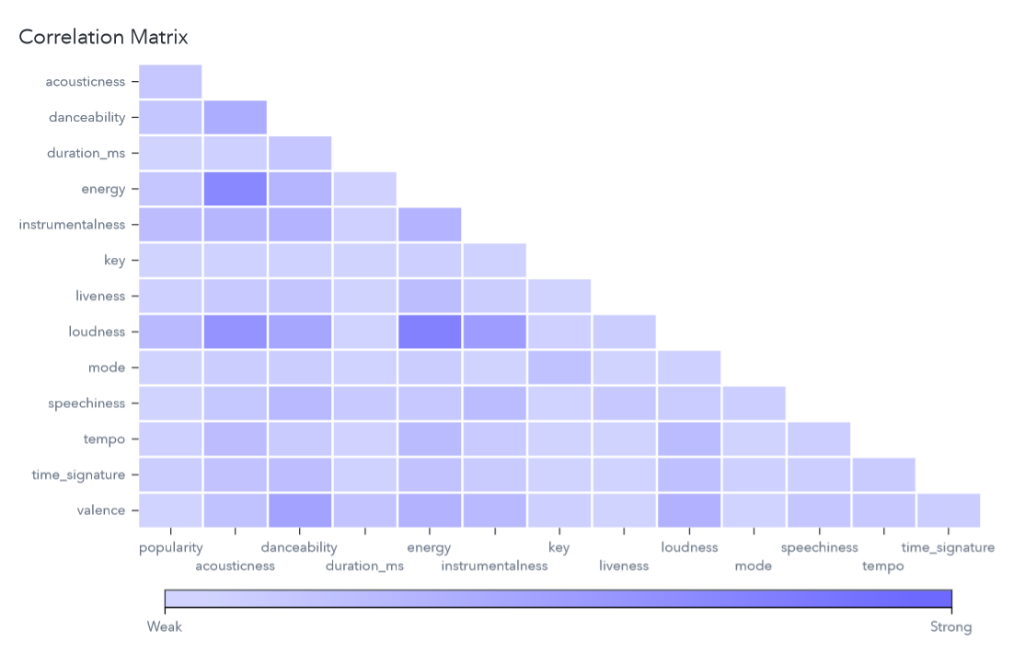 Correlation Matrix
acousticness
danceability
duration_ms
energy
instrumentalness
key
liveness
loudness
mode
speechiness
tempo
time_signature
valence
popularity danceability energy key loudness speechiness time_signature
acousticness duration_ms instrumentalness liveness mode tempo
Weak Strong